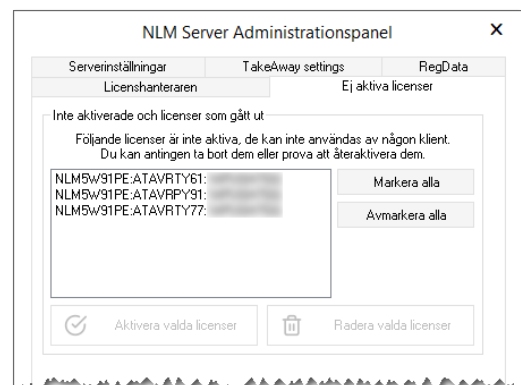 NLM Server Administrationspanel
Serverinställningar
TakeAway settings
RegData
Licenshanteraren
Ej aktiva licenser
Inte aktiverade och licenser som gått ut
Följande licenser är inte aktiva, de kan inte användas av någon klient.
Du kan antingen ta bort dem eller prova att återaktivera dem.
NLM5W91PE:ATAVRTY61:
NLM5W91PE:ATAVRPY91:
NLM5W91PE:ATAVRTY77:
Markera alla
Avmarkera alla
Aktivera valda licenser
Radera valda licenser